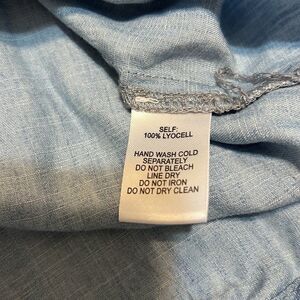 SELF:
100% LYOCELL
HAND WASH COLD
SEPARATELY
DO NOT BLEACH
LINE DRY
DO NOT IRON
DO NOT DRY CLEAN